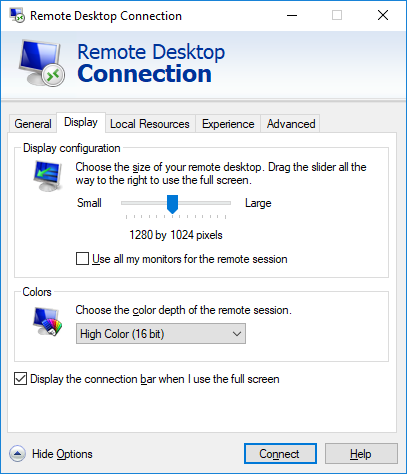 Remote Desktop Connection
Remote Desktop
Connection
General Display Local Resources Experience Advanced
Display configuration
Choose the size of your remote desktop. Drag the slider all the
way to the right to use the full screen.
Small Large
1280 by 1024 pixels
Use all my monitors for the remote session
Colors
Choose the color depth of the remote session.
High Color (16 bit)
Display the connection bar when I use the full screen
Hide Options Connect Help